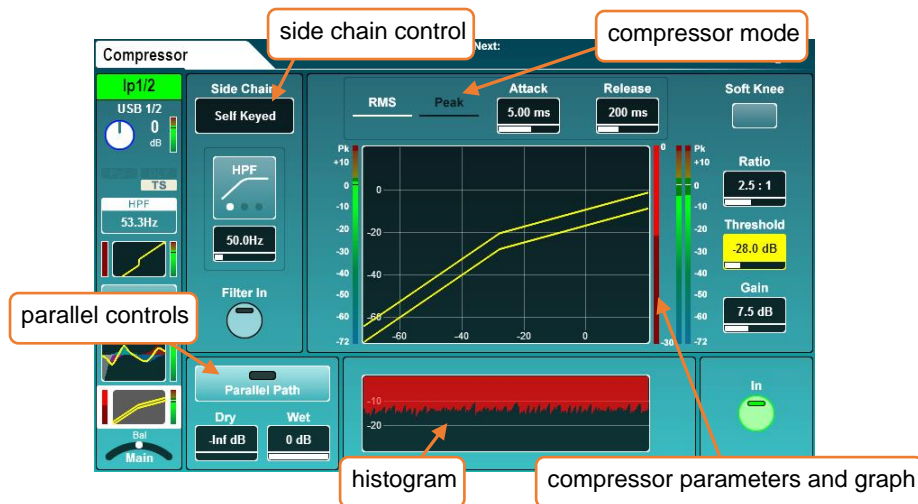 side chain control
compressor mode
Compressor
Next:
Ip1/2
USB 1/2
0
dB
TS
HPF
53.3Hz
Side Chain
Self Keyed
HPF
50.0Hz
Filter In
RMS
Peak
Attack
5.00 ms
Release
200 ms
Soft Knee
Ratio
2.5 : 1
Threshold
-28.0 dB
Gain
7.5 dB
Pk
+10
0
-10
-20
-30
-40
-50
-60
-72
0
-20
-40
-60
-60
-40
-20
0
0
-30
Pk
+10
0
-10
-20
-30
-40
-50
-60
-72
parallel controls
Parallel Path
Dry
Wet
-Inf dB
0 dB
-10
-20
In
Bal
Main
histogram
compressor parameters and graph